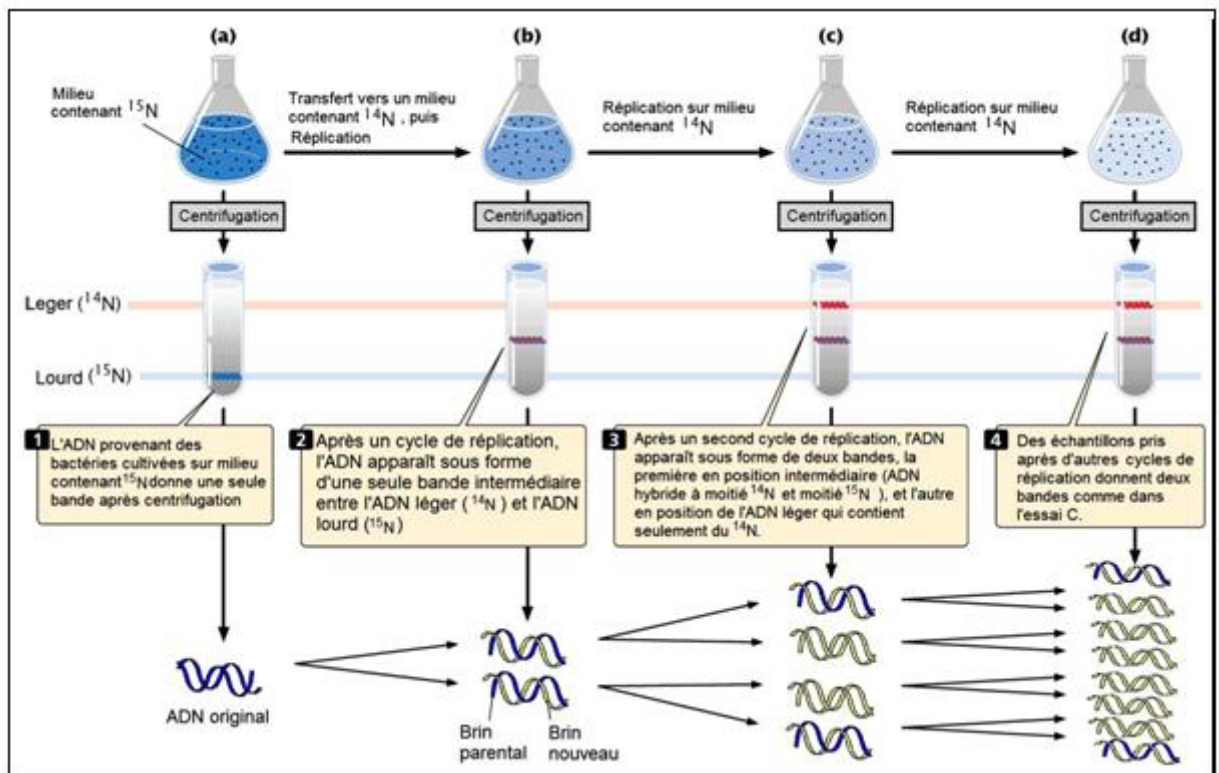 (a)
(b)
(c)
(d)
Milieu
contenant ¹⁵N
Transfert vers un milieu
contenant ¹⁴N , puis
Réplication
Réplication sur milieu
contenant ¹⁴N
Réplication sur milieu
contenant ¹⁴N
Centrifugation
Centrifugation
Centrifugation
Centrifugation
Leger (¹⁴N)
Lourd (¹⁵N)
1
L'ADN provenant des
bactéries cultivées sur milieu
contenant ¹⁵N donne une seule
bande après centrifugation
2
Après un cycle de réplication,
l'ADN apparaît sous forme
d'une seule bande intermédiaire
entre l'ADN léger ( ¹⁴N ) et l'ADN
lourd (¹⁵N)
3
Après un second cycle de réplication, l'ADN
apparaît sous forme de deux bandes, la
première en position intermédiaire (ADN
hybride à moitié ¹⁴N et moitié ¹⁵N ), et l'autre
en position de l'ADN léger qui contient
seulement du ¹⁴N.
4
Des échantillons pris
après d'autres cycles de
réplication donnent deux
bandes comme dans
l'essai C.
ADN original
Brin
parental
Brin
nouveau